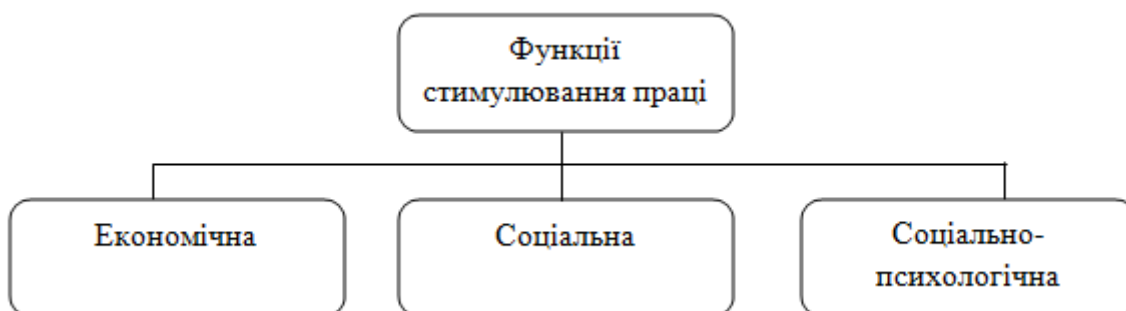 Функції
стимулювання праці
Економічна
Соціальна
Соціально-
психологічна